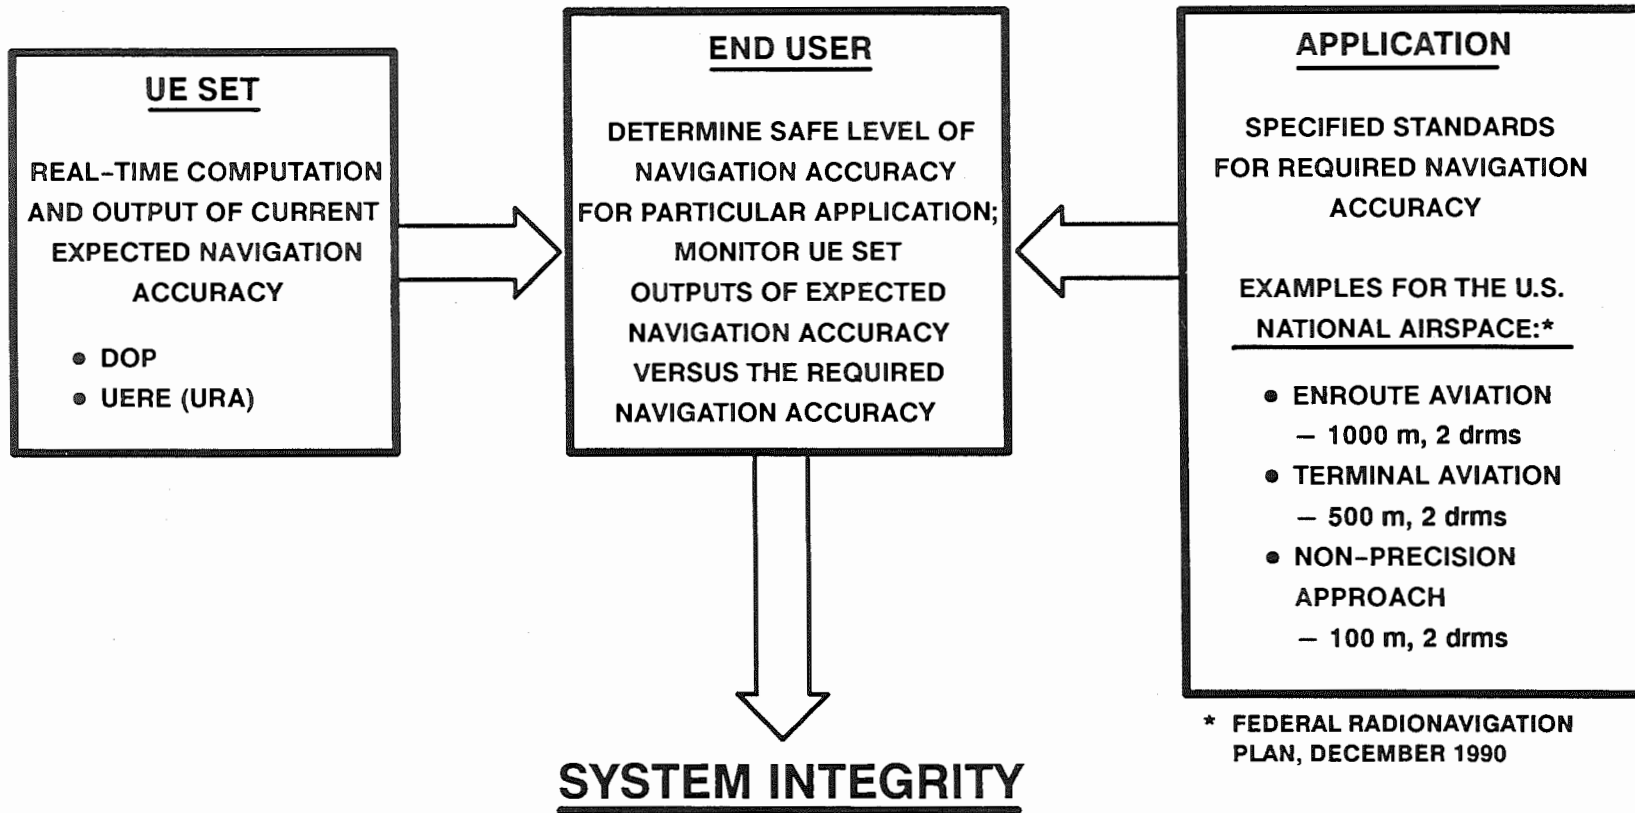 UE SET
REAL-TIME COMPUTATION
AND OUTPUT OF CURRENT
EXPECTED NAVIGATION
ACCURACY
• DOP
• UERE (URA)
END USER
DETERMINE SAFE LEVEL OF
NAVIGATION ACCURACY
FOR PARTICULAR APPLICATION;
MONITOR UE SET
OUTPUTS OF EXPECTED
NAVIGATION ACCURACY
VERSUS THE REQUIRED
NAVIGATION ACCURACY
APPLICATION
SPECIFIED STANDARDS
FOR REQUIRED NAVIGATION
ACCURACY
EXAMPLES FOR THE U.S.
NATIONAL AIRSPACE:*
• ENROUTE AVIATION
– 1000 m, 2 drms
• TERMINAL AVIATION
– 500 m, 2 drms
• NON-PRECISION
APPROACH
– 100 m, 2 drms
* FEDERAL RADIONAVIGATION
PLAN, DECEMBER 1990
SYSTEM INTEGRITY